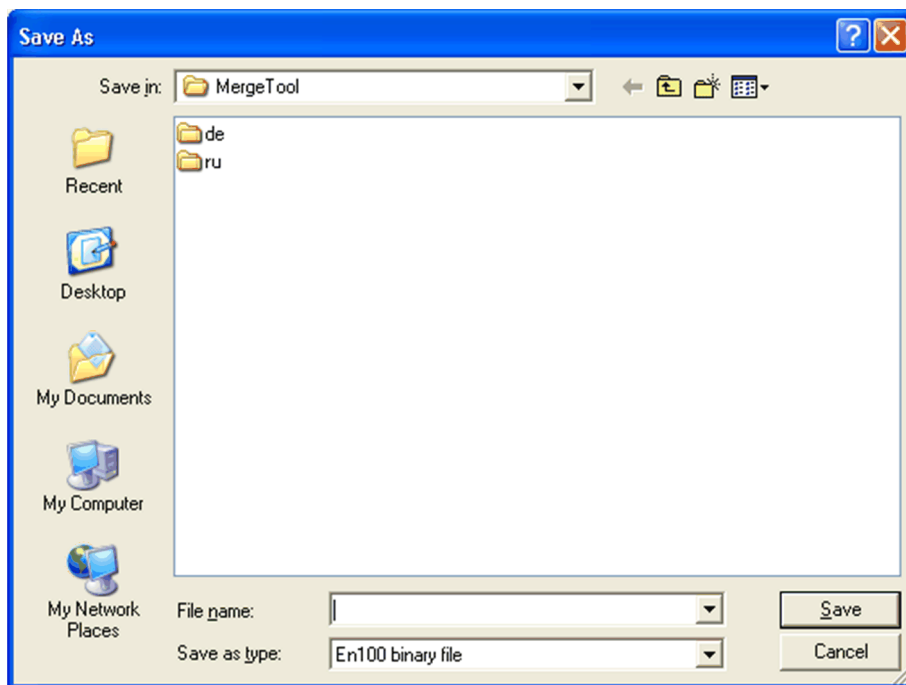 Save As
Save in: MergeTool
de
ru
Recent
Desktop
My Documents
My Computer
My Network
Places
File name:
Save
Save as type: En100 binary file
Cancel